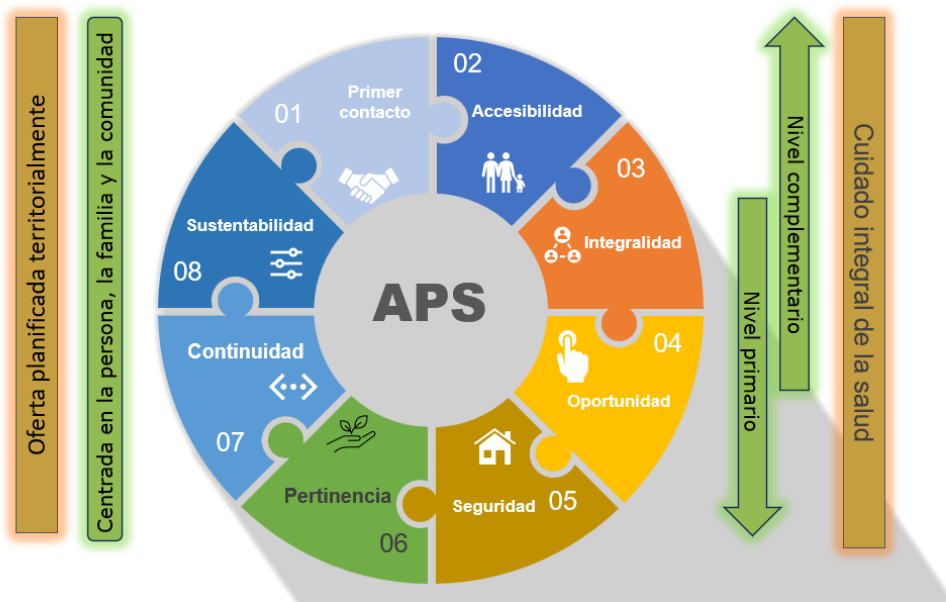 Oferta planificada territorialmente
Centrada en la persona, la familia y la comunidad
01
Primer
contacto
02
Accesibilidad
03
Integralidad
04
Oportunidad
05
Seguridad
06
Pertinencia
07
Continuidad
08
Sustentabilidad
APS
Nivel primario
Nivel complementario
Cuidado integral de la salud